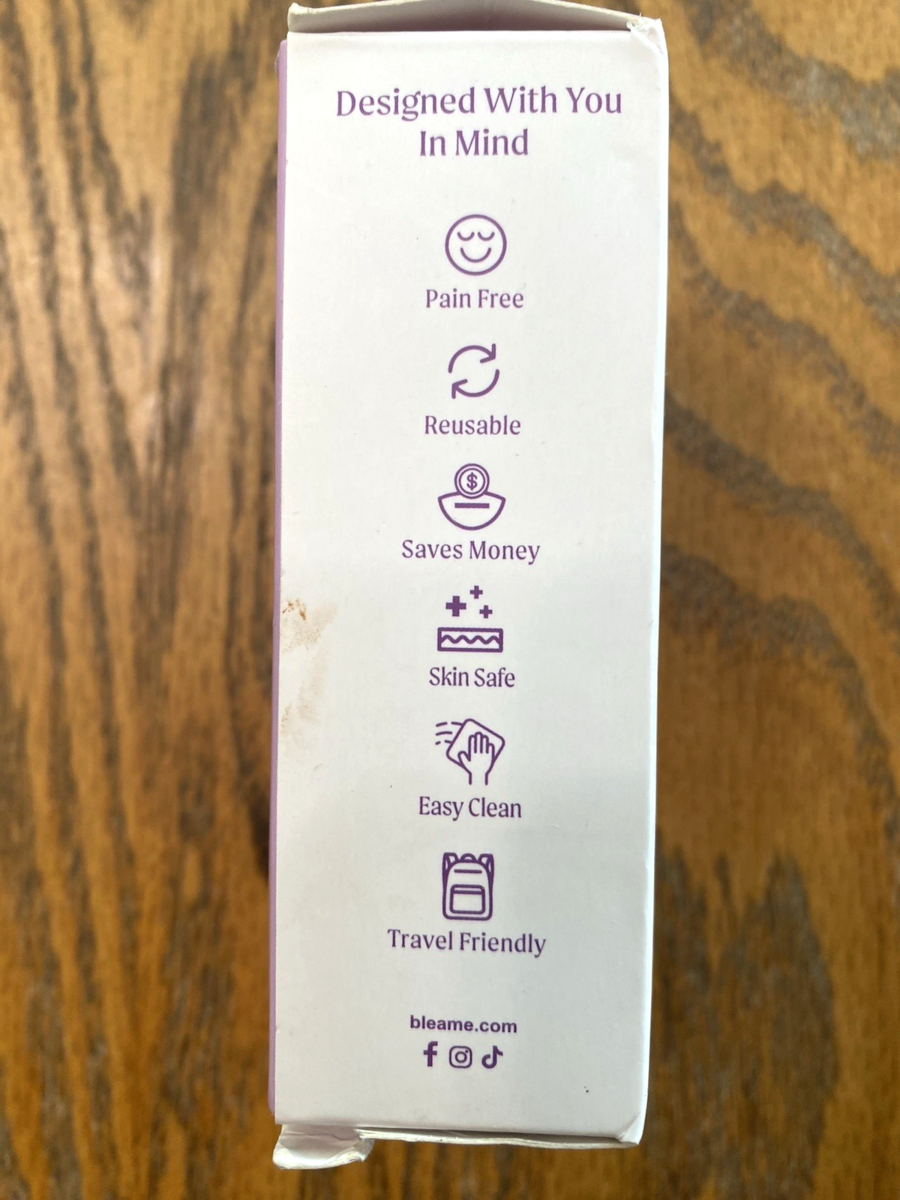 Designed With You
In Mind
Pain Free
Reusable
$
Saves Money
Skin Safe
Easy Clean
Travel Friendly
bleame.com